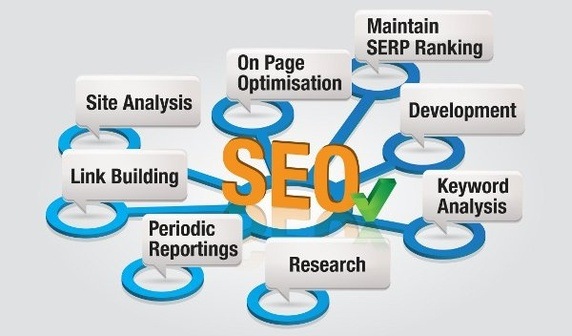 Maintain
SERP Ranking
On Page
Optimisation
Site Analysis
Development
SEO
Link Building
Keyword
Analysis
Periodic
Reportings
Research